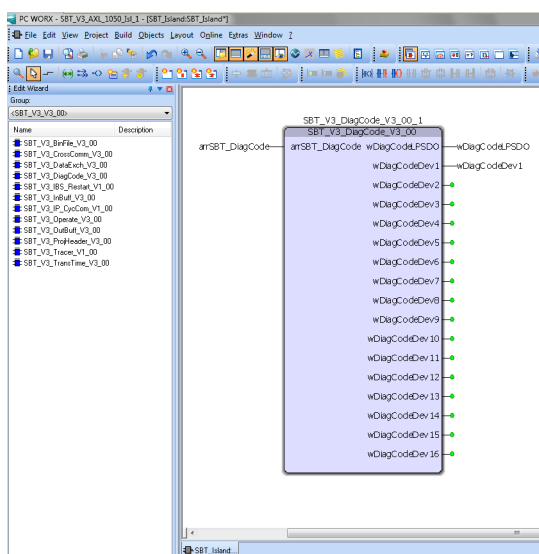 PC WORX - SBT_V3_AXL_1050_Isl_1 - [SBT_Island:SBT_Island*]
File Edit View Project Build Objects Layout Online Extras Window ?
Edit Wizard
Group:
<SBT_V3_V3_00>
Name Description
SBT_V3_BinFile_V3_00
SBT_V3_CrossComm_V3_00
SBT_V3_DataExch_V3_00
SBT_V3_DiagCode_V3_00
SBT_V3_IBS_Restart_V1_00
SBT_V3_InBuff_V3_00
SBT_V3_IP_CycCom_V1_00
SBT_V3_Operate_V3_00
SBT_V3_OutBuff_V3_00
SBT_V3_ProjHeader_V3_00
SBT_V3_Tracer_V1_00
SBT_V3_TransTime_V3_00
SBT_V3_DiagCode_V3_00_1
SBT_V3_DiagCode_V3_00
arrSBT_DiagCode arrSBT_DiagCode wDiagCodeLPSDO wDiagCodeLPSDO
wDiagCodeDev1 wDiagCodeDev1
wDiagCodeDev2
wDiagCodeDev3
wDiagCodeDev4
wDiagCodeDev5
wDiagCodeDev6
wDiagCodeDev7
wDiagCodeDev8
wDiagCodeDev9
wDiagCodeDev10
wDiagCodeDev11
wDiagCodeDev12
wDiagCodeDev13
wDiagCodeDev14
wDiagCodeDev15
wDiagCodeDev16
SBT_Island:...